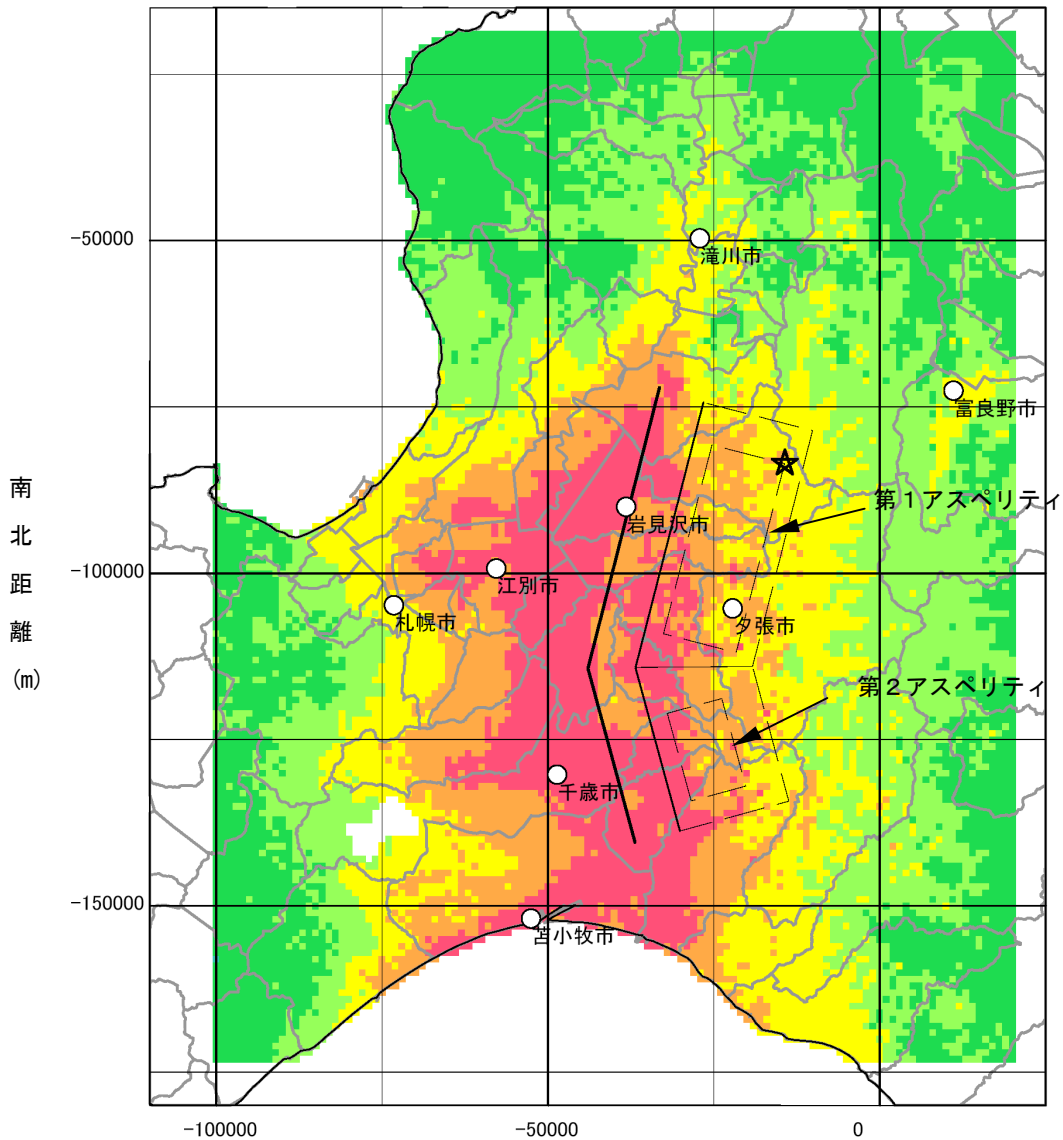 -50000
滝川市
富良野市
第1アスペリティ
岩見沢市
南北距離(m)
-100000
江別市
札幌市
夕張市
第2アスペリティ
千歳市
-150000
苫小牧市
-100000
-50000
0